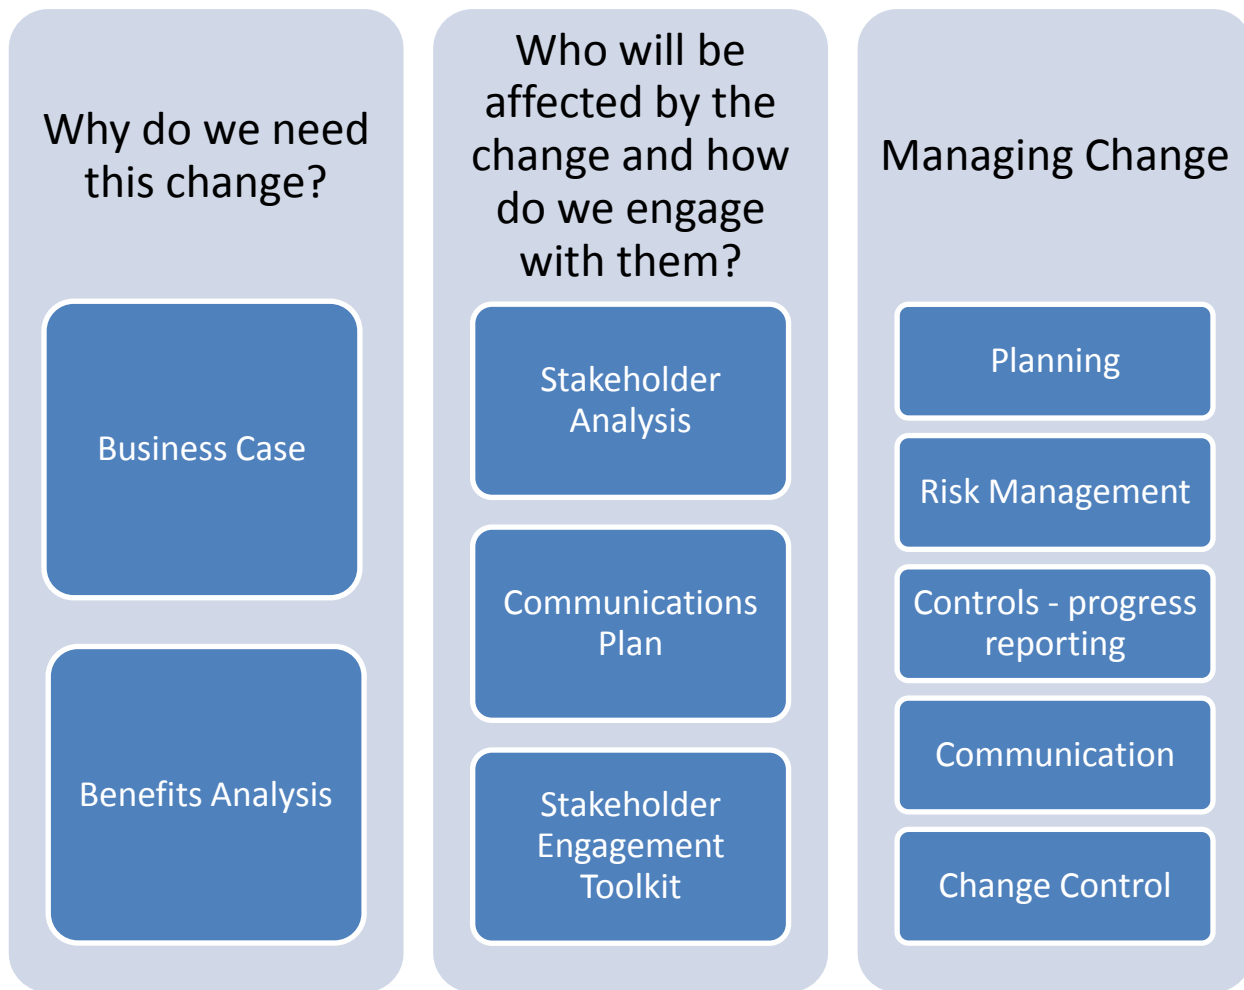 Why do we need
this change?
Business Case
Benefits Analysis
Who will be
affected by the
change and how
do we engage
with them?
Stakeholder
Analysis
Communications
Plan
Stakeholder
Engagement
Toolkit
Managing Change
Planning
Risk Management
Controls - progress
reporting
Communication
Change Control